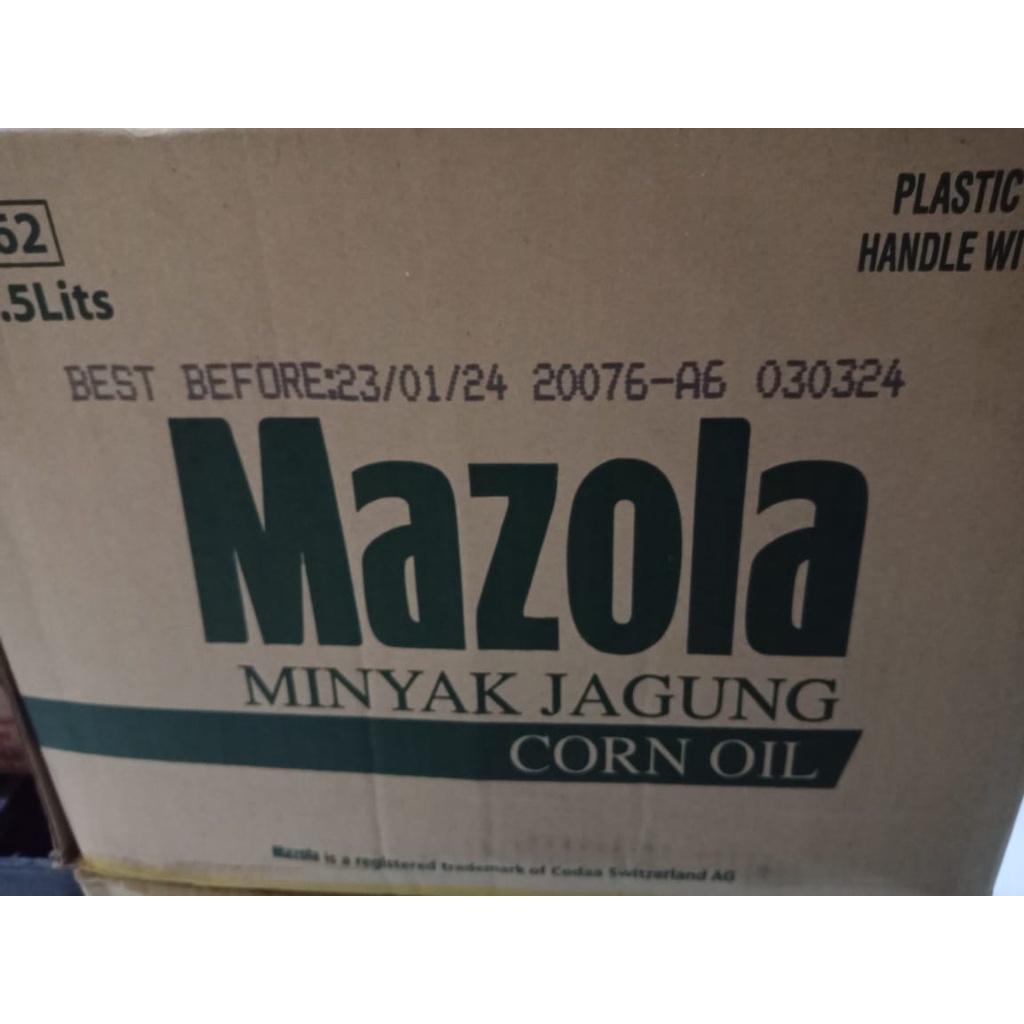 62
.5Lits
PLASTIC
HANDLE WI
BEST BEFORE:23/01/24 20076-A6 030324
Mazola
MINYAK JAGUNG
CORN OIL
Mazola is a registered trademark of Codaa Switzerland AG